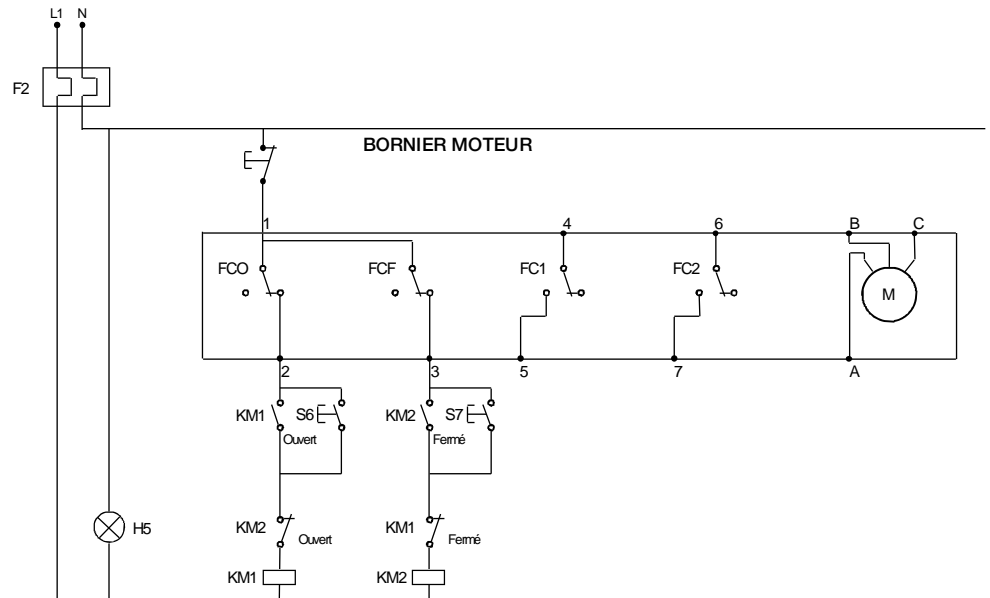 L1 N
F2
BORNIER MOTEUR
1 4 6 B C
FCO FCF FC1 FC2 M
2 3 5 7 A
KM1 S6 KM2 S7
Ouvert Fermé
H5 KM2 KM1
Ouvert Fermé
KM1 KM2